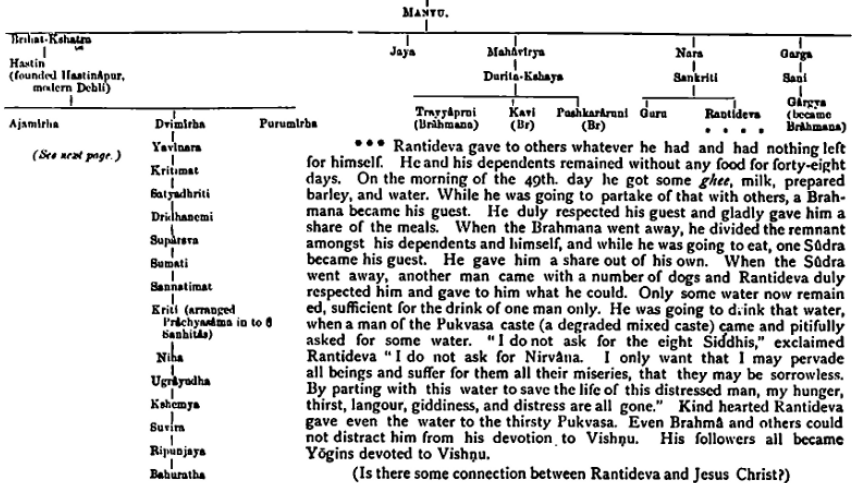 MANYU.
Brihat-Kshatra
Hastin
(founded Hastinâpur,
modern Dehli)
Jaya
Mahâvîrya
Durita-Kshaya
Nara
Sankriti
Garga
Sani
Gârgya
(became
Brâhmana)
Trayyâruni
(Brâhmana)
Kavi
(Br)
Pushkarâruni
(Br)
Guru
Rantideva
. . . .
Ajamîrha
Dvimîrha
Purumîrha
(See next page.)
Yavinara
Kritimat
Satyadhriti
Dridhanemi
Supârsva
Sumati
Sannatimat
Kriti (arranged
Prâchyasâma in to 6
Sanhitâs)
Nîha
Ugrâyudha
Kshemya
Suvîra
Ripunjaya
Bahuratha
*** Rantideva gave to others whatever he had and had nothing left
for himself. He and his dependents remained without any food for forty-eight
days. On the morning of the 49th. day he got some ghee, milk, prepared
barley, and water. While he was going to partake of that with others, a Brah-
mana became his guest. He duly respected his guest and gladly gave him a
share of the meals. When the Brahmana went away, he divided the remnant
amongst his dependents and himself, and while he was going to eat, one Sûdra
became his guest. He gave him a share out of his own. When the Sûdra
went away, another man came with a number of dogs and Rantideva duly
respected him and gave to him what he could. Only some water now remain
ed, sufficient for the drink of one man only. He was going to drink that water,
when a man of the Pukvasa caste (a degraded mixed caste) came and pitifully
asked for some water. "I do not ask for the eight Siddhis," exclaimed
Rantideva "I do not ask for Nirvâna. I only want that I may pervade
all beings and suffer for them all their miseries, that they may be sorrowless.
By parting with this water to save the life of this distressed man, my hunger,
thirst, langour, giddiness, and distress are all gone." Kind hearted Rantideva
gave even the water to the thirsty Pukvasa. Even Brahmâ and others could
not distract him from his devotion to Vishṇu. His followers all became
Yōgins devoted to Vishṇu.
(Is there some connection between Rantideva and Jesus Christ?)